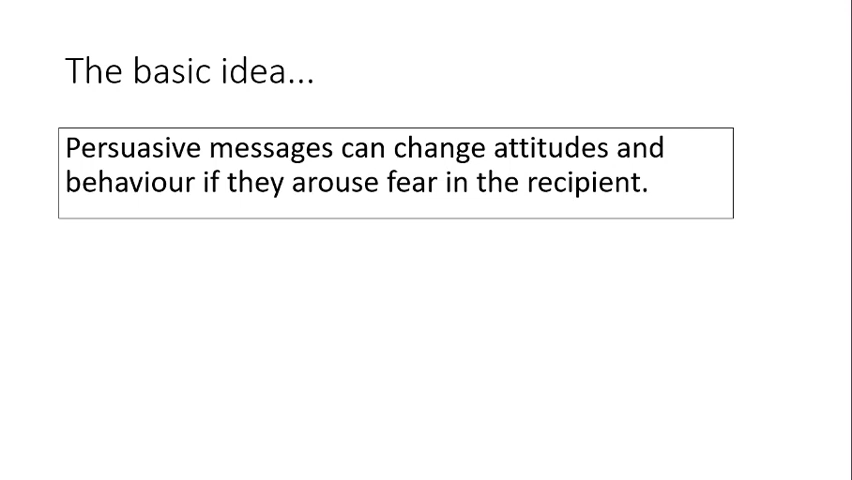 The basic idea...
Persuasive messages can change attitudes and
behaviour if they arouse fear in the recipient.